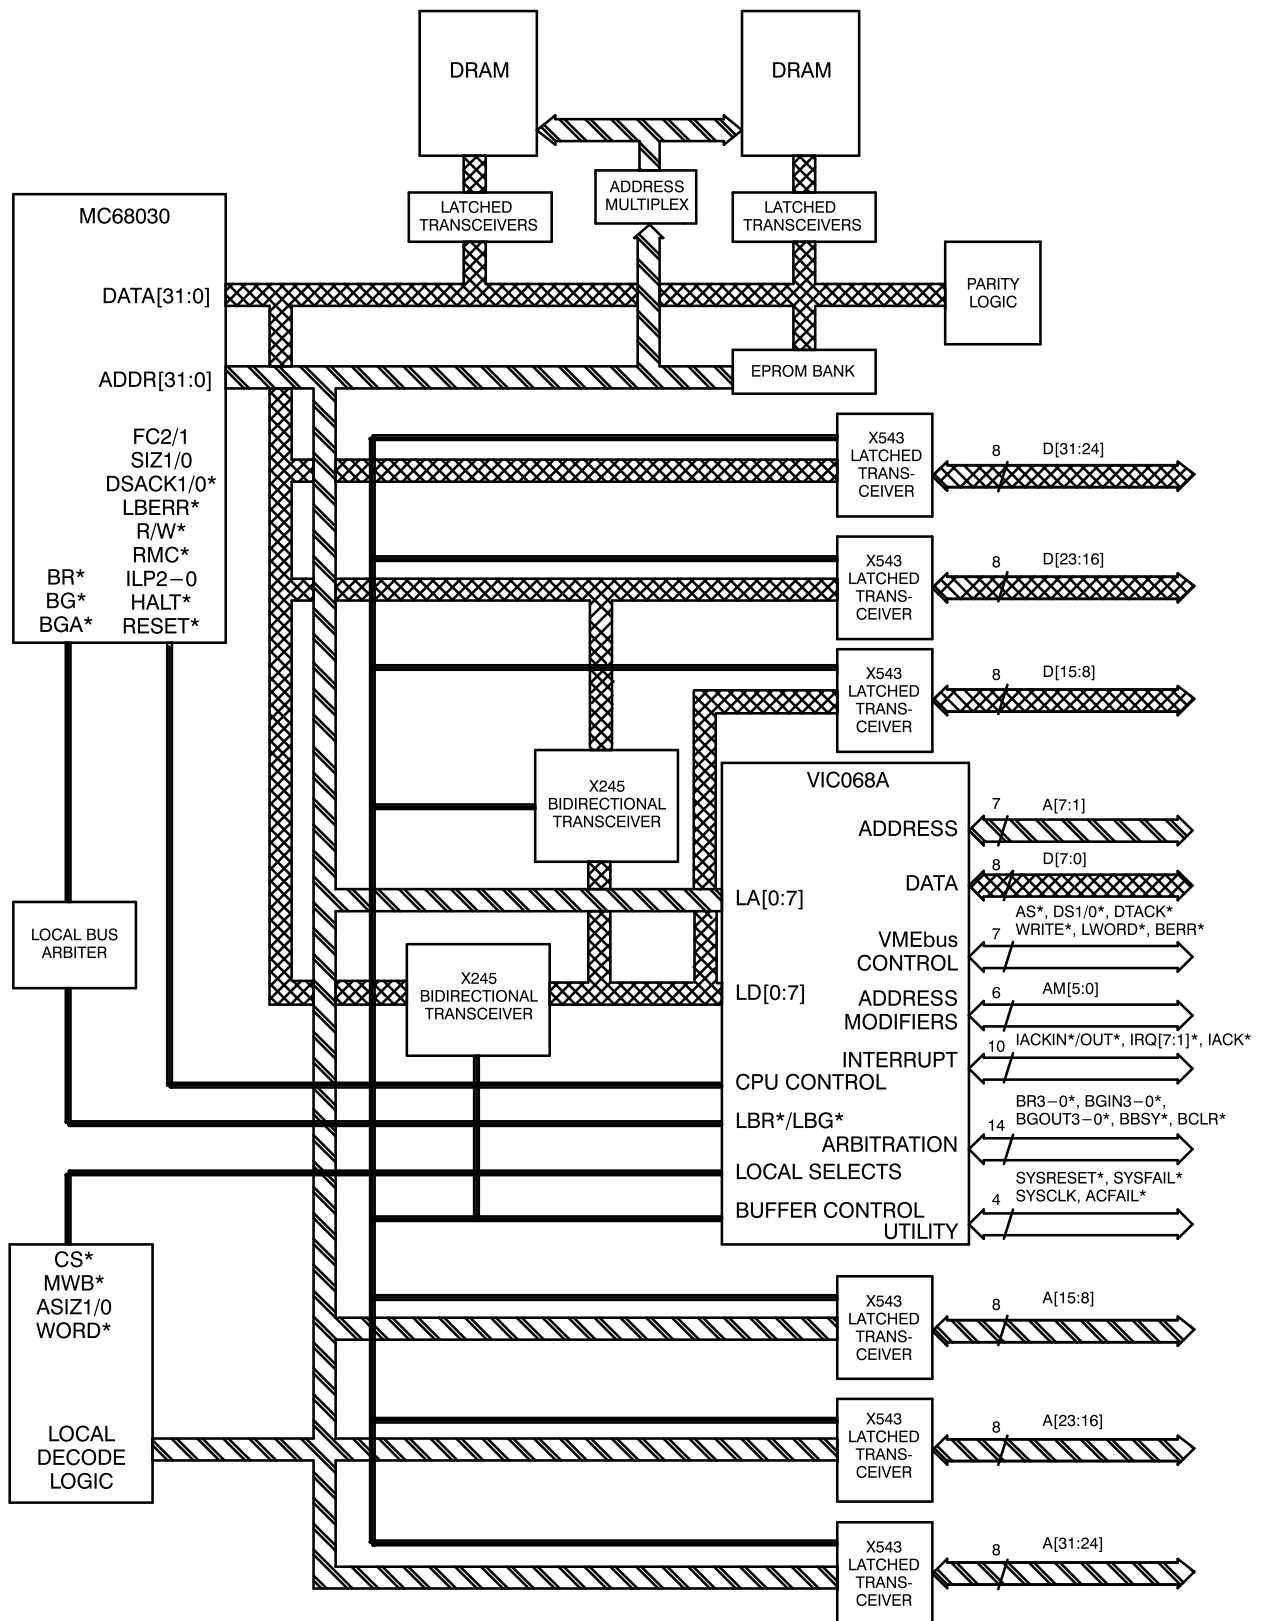 DRAM
DRAM
ADDRESS
MULTIPLEX
LATCHED
TRANSCEIVERS
LATCHED
TRANSCEIVERS
MC68030
DATA[31:0]
ADDR[31:0]
FC2/1
SIZ1/0
DSACK1/0*
LBERR*
R/W*
RMC*
BR*
ILP2−0
BG*
HALT*
BGA*
RESET*
PARITY
LOGIC
EPROM BANK
X543
LATCHED
TRANS-
CEIVER
8
D[31:24]
X543
LATCHED
TRANS-
CEIVER
8
D[23:16]
X543
LATCHED
TRANS-
CEIVER
8
D[15:8]
X245
BIDIRECTIONAL
TRANSCEIVER
LOCAL BUS
ARBITER
X245
BIDIRECTIONAL
TRANSCEIVER
VIC068A
ADDRESS
7
A[7:1]
DATA
8
D[7:0]
LA[0:7]
VMEbus
CONTROL
7
AS*, DS1/0*, DTACK*
WRITE*, LWORD*, BERR*
LD[0:7]
ADDRESS
MODIFIERS
6
AM[5:0]
INTERRUPT
10
IACKIN*/OUT*, IRQ[7:1]*, IACK*
CPU CONTROL
LBR*/LBG*
ARBITRATION
14
BR3−0*, BGIN3−0*,
BGOUT3−0*, BBSY*, BCLR*
LOCAL SELECTS
BUFFER CONTROL
UTILITY
4
SYSRESET*, SYSFAIL*
SYSCLK, ACFAIL*
CS*
MWB*
ASIZ1/0
WORD*
LOCAL
DECODE
LOGIC
X543
LATCHED
TRANS-
CEIVER
8
A[15:8]
X543
LATCHED
TRANS-
CEIVER
8
A[23:16]
X543
LATCHED
TRANS-
CEIVER
8
A[31:24]